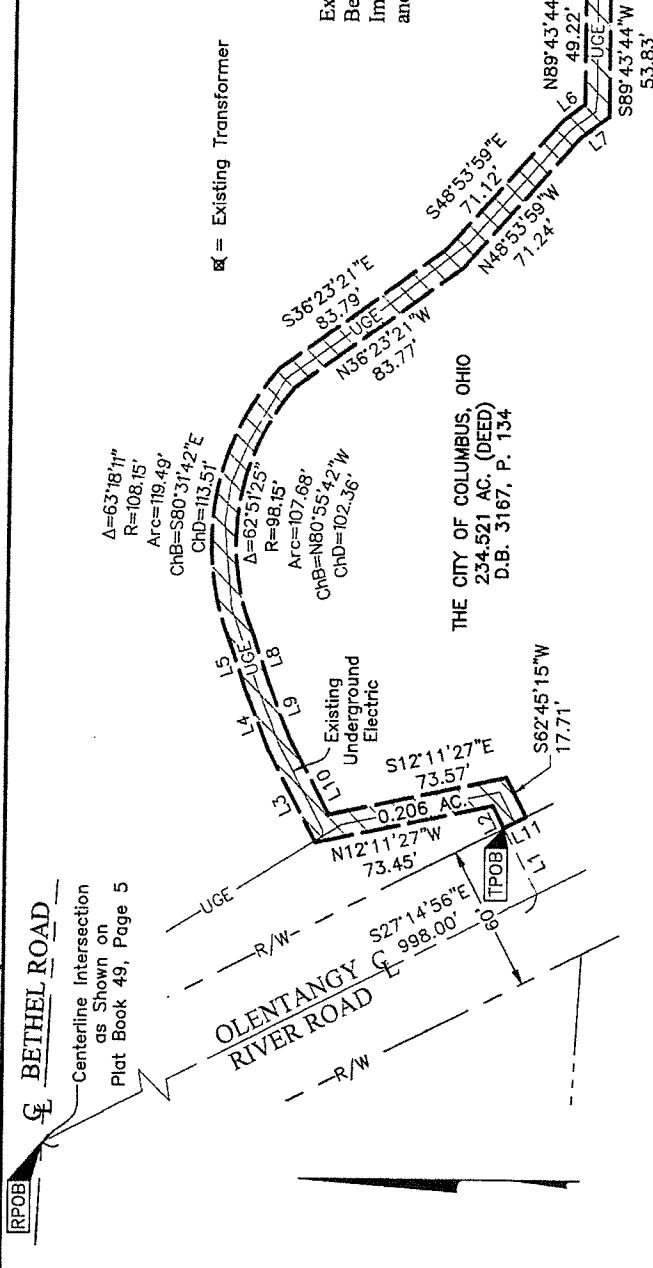 RPOB
℄ BETHEL ROAD
Centerline Intersection
as Shown on
Plat Book 49, Page 5
= Existing Transformer
Ex
Be
Im
an
Δ=63°18'11"
R=108.15'
Arc=119.49'
ChB=S80°31'42"E
ChD=113.51'
Δ=62°51'25"
R=98.15'
Arc=107.68'
ChB=N80°55'42"W
ChD=102.36'
S36°23'21"E
83.79'
UGE
N36°23'21"W
83.77'
S48°53'59"E
71.12'
N48°53'59"W
71.24'
L6
L7
N89°43'44
49.22'
UGE
S89°43'44"W
53.83'
L5
UGE
L8
L4
L9
L3
L10
Existing
Underground
Electric
THE CITY OF COLUMBUS, OHIO
234.521 AC. (DEED)
D.B. 3167, P. 134
UGE
R/W
S12°11'27"E
73.57'
0.206 AC.
N12°11'27"W
73.45'
S62°45'15"W
17.71'
L2
TPOB
L11
L1
S27°14'56"E
998.00'
60'
OLENTANGY ℄
RIVER ROAD
R/W